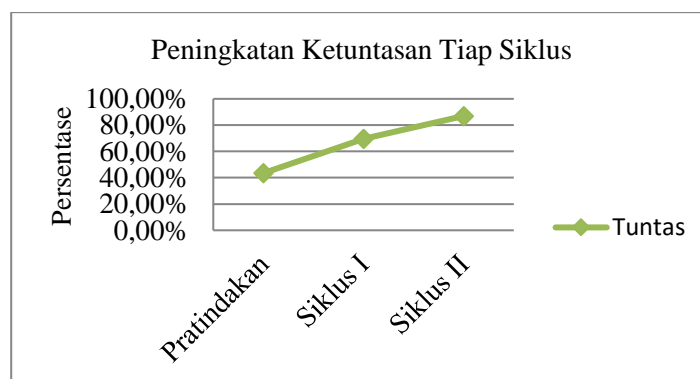 Peningkatan Ketuntasan Tiap Siklus
100,00%
80,00%
60,00%
40,00%
20,00%
0,00%
Persentase
Pratindakan
Siklus I
Siklus II
Tuntas